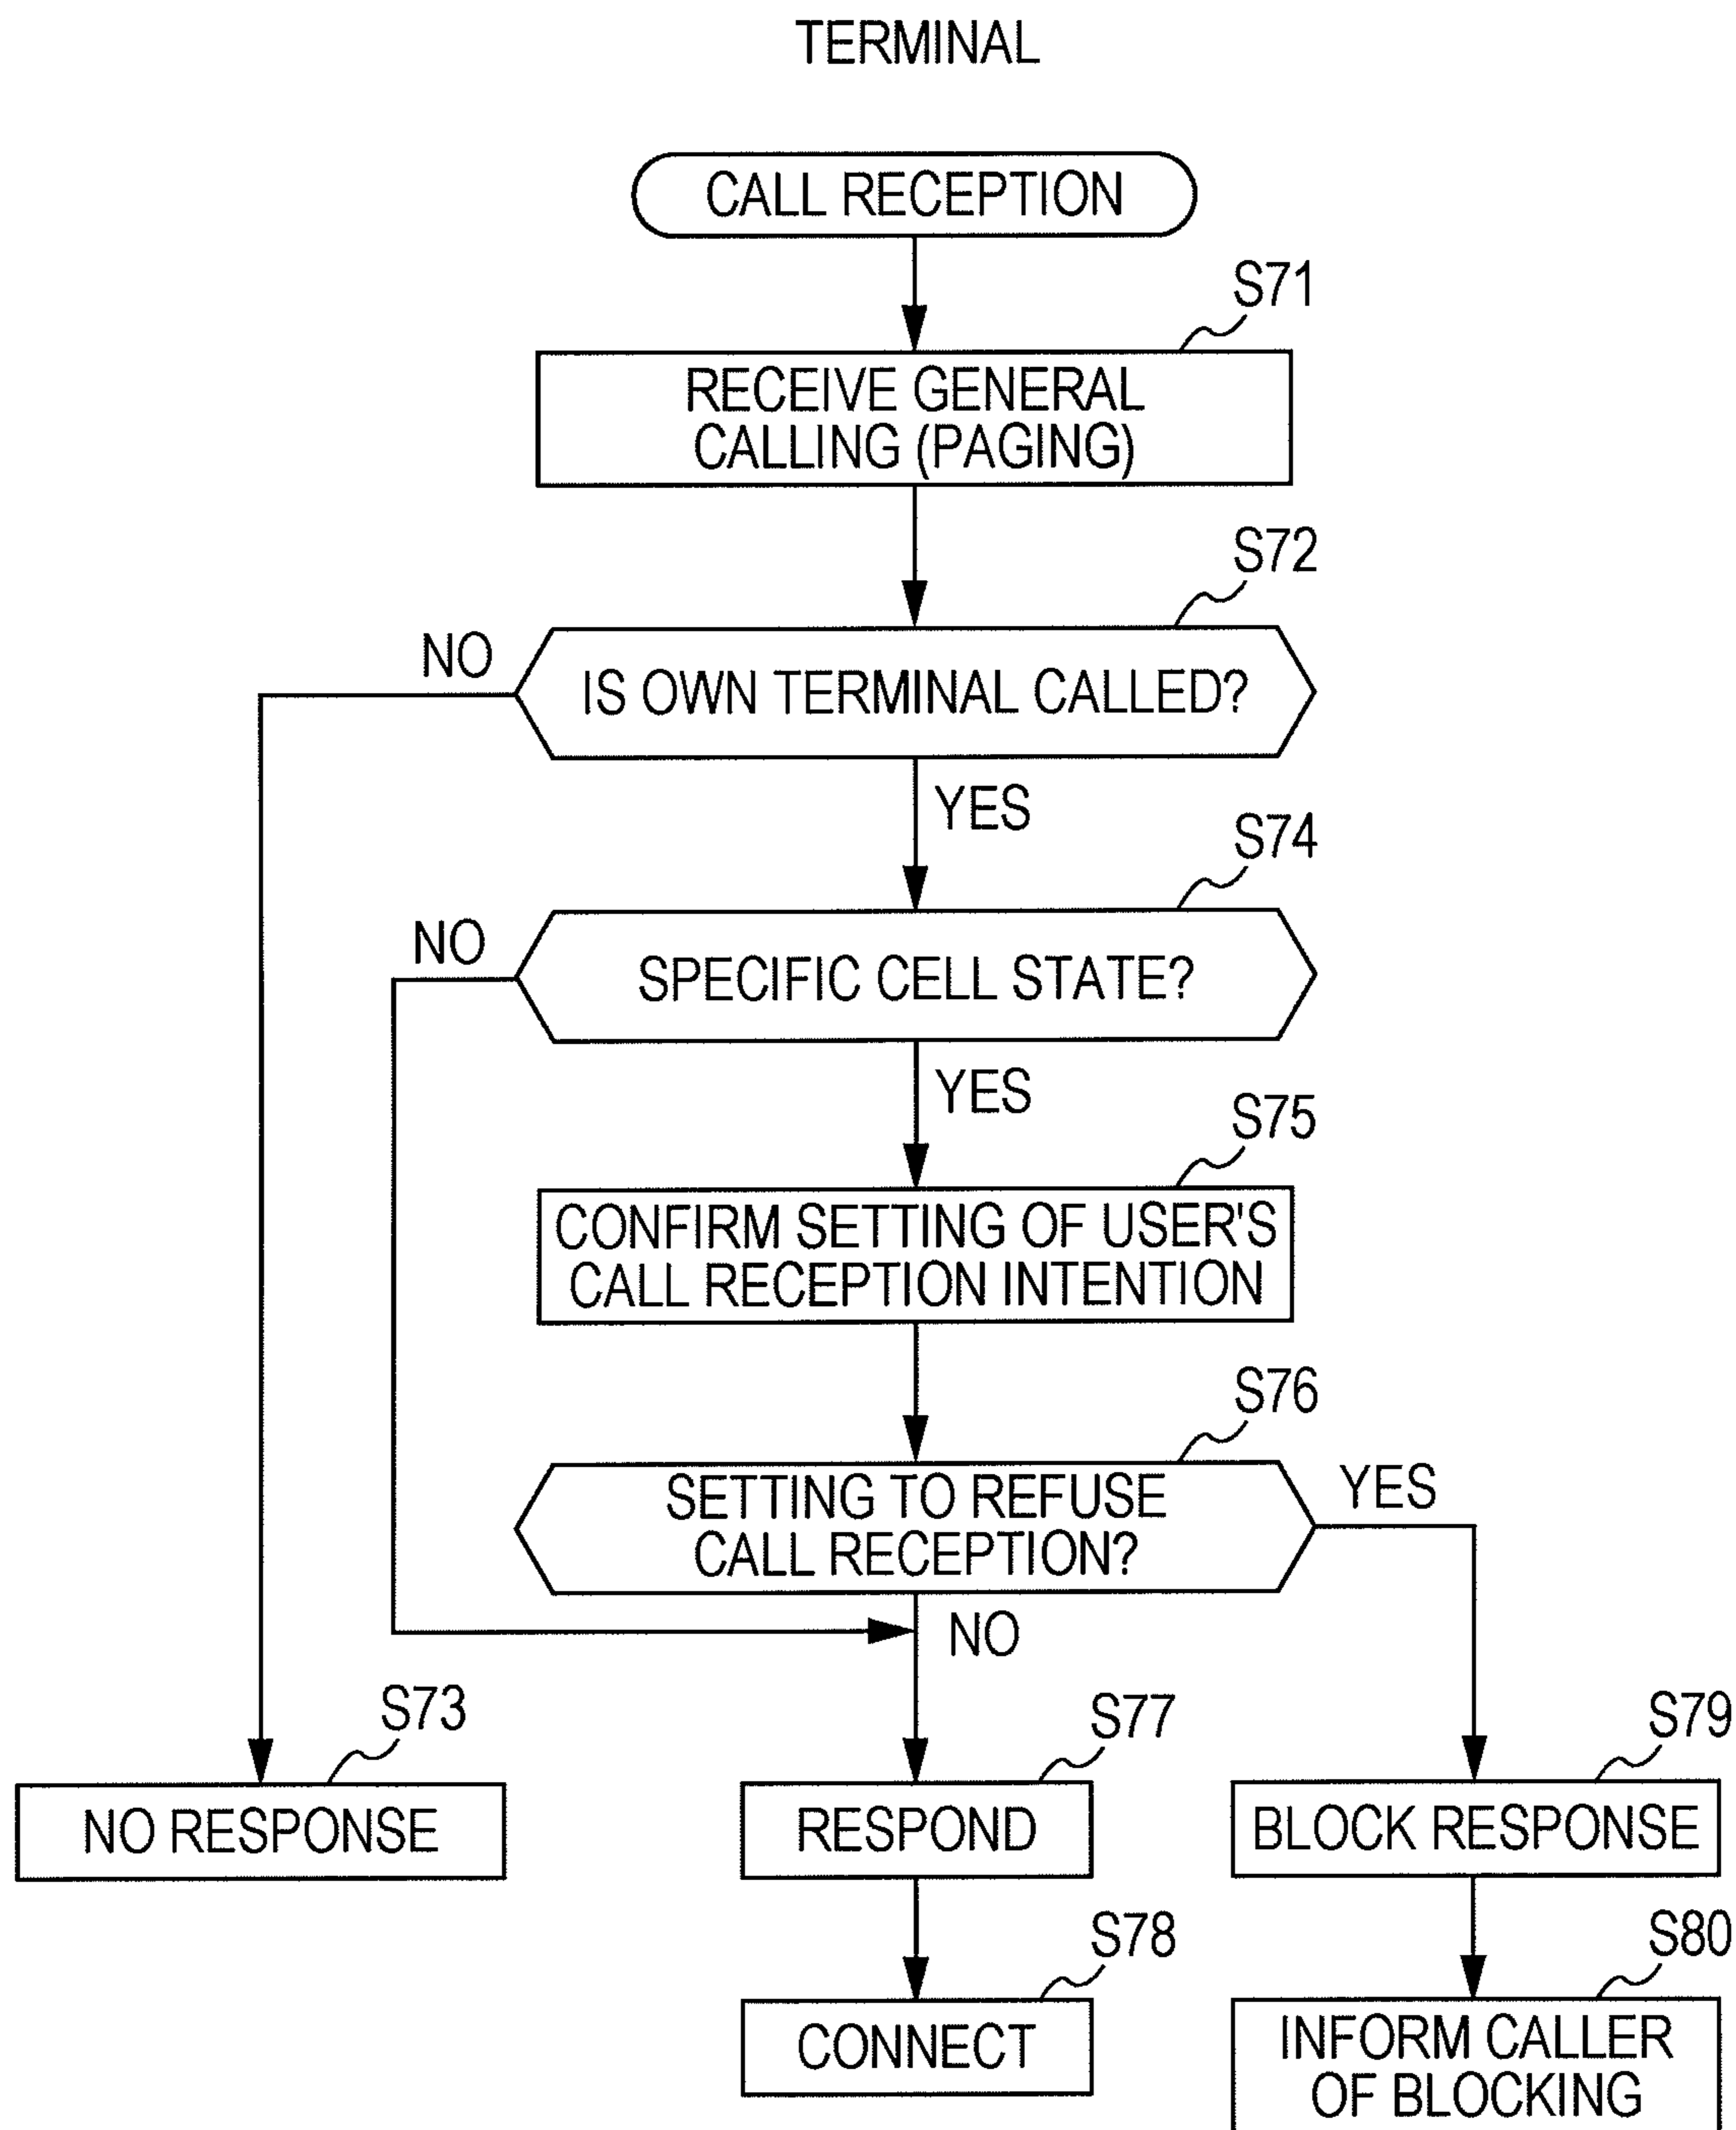 TERMINAL
CALL RECEPTION
S71
RECEIVE GENERAL
CALLING (PAGING)
S72
NO
IS OWN TERMINAL CALLED?
YES
S74
NO
SPECIFIC CELL STATE?
YES
S75
CONFIRM SETTING OF USER'S
CALL RECEPTION INTENTION
S76
SETTING TO REFUSE
CALL RECEPTION?
YES
NO
S73
NO RESPONSE
S77
RESPOND
S79
BLOCK RESPONSE
S78
CONNECT
S80
INFORM CALLER
OF BLOCKING